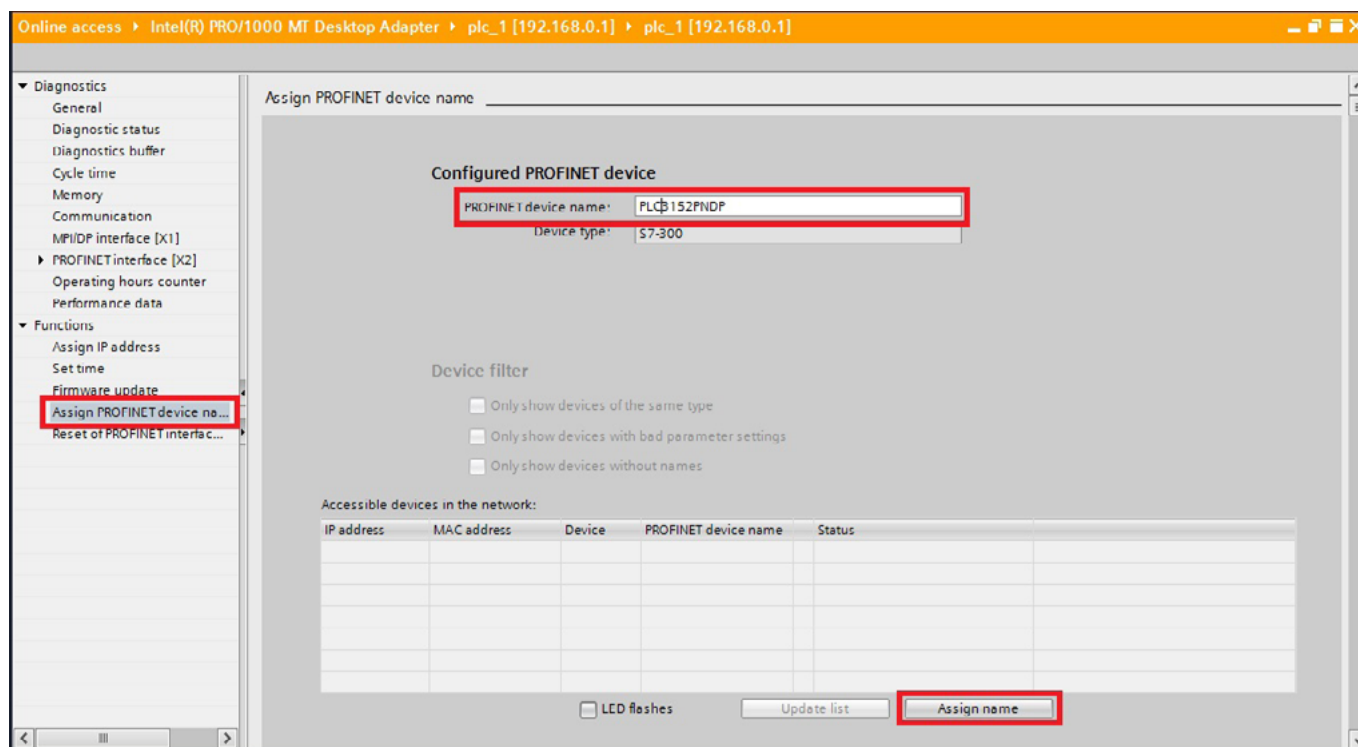 Online access ▸ Intel(R) PRO/1000 MT Desktop Adapter ▸ plc_1 [192.168.0.1] ▸ plc_1 [192.168.0.1]
Diagnostics
General
Diagnostic status
Diagnostics buffer
Cycle time
Memory
Communication
MPI/DP interface [X1]
PROFINET interface [X2]
Operating hours counter
Performance data
Functions
Assign IP address
Set time
Firmware update
Assign PROFINET device na...
Reset of PROFINET interfac...
Assign PROFINET device name
Configured PROFINET device
PROFINET device name: PLC3152PNDP
Device type: S7-300
Device filter
Only show devices of the same type
Only show devices with bad parameter settings
Only show devices without names
Accessible devices in the network:
IP address MAC address Device PROFINET device name Status
LED flashes Update list Assign name